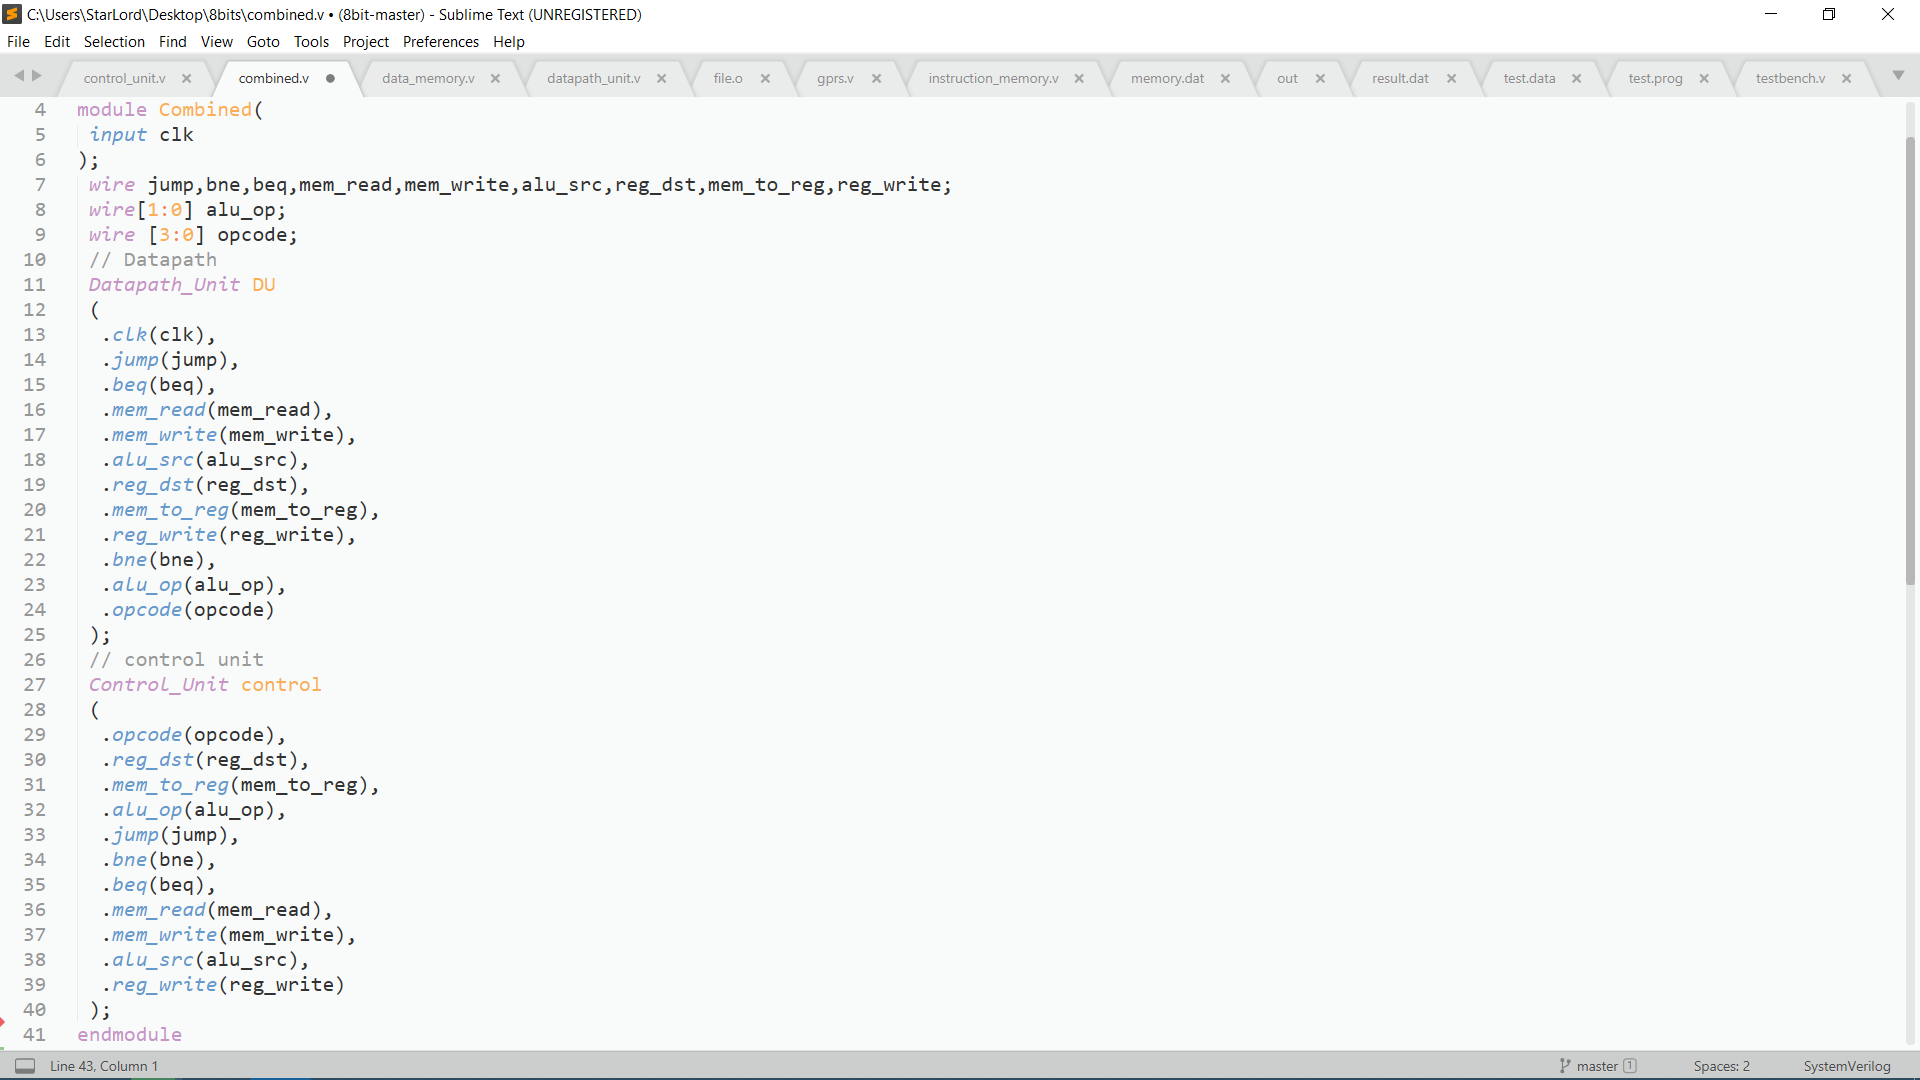 C:\Users\StarLord\Desktop\8bits\combined.v • (8bit-master) - Sublime Text (UNREGISTERED)
File Edit Selection Find View Goto Tools Project Preferences Help
control_unit.v combined.v data_memory.v datapath_unit.v file.o gprs.v instruction_memory.v memory.dat out result.dat test.data test.prog testbench.v
4 module Combined(
5 input clk
6 );
7 wire jump,bne,beq,mem_read,mem_write,alu_src,reg_dst,mem_to_reg,reg_write;
8 wire[1:0] alu_op;
9 wire [3:0] opcode;
10 // Datapath
11 Datapath_Unit DU
12 (
13 .clk(clk),
14 .jump(jump),
15 .beq(beq),
16 .mem_read(mem_read),
17 .mem_write(mem_write),
18 .alu_src(alu_src),
19 .reg_dst(reg_dst),
20 .mem_to_reg(mem_to_reg),
21 .reg_write(reg_write),
22 .bne(bne),
23 .alu_op(alu_op),
24 .opcode(opcode)
25 );
26 // control unit
27 Control_Unit control
28 (
29 .opcode(opcode),
30 .reg_dst(reg_dst),
31 .mem_to_reg(mem_to_reg),
32 .alu_op(alu_op),
33 .jump(jump),
34 .bne(bne),
35 .beq(beq),
36 .mem_read(mem_read),
37 .mem_write(mem_write),
38 .alu_src(alu_src),
39 .reg_write(reg_write)
40 );
41 endmodule
Line 43, Column 1 master 1 Spaces: 2 SystemVerilog